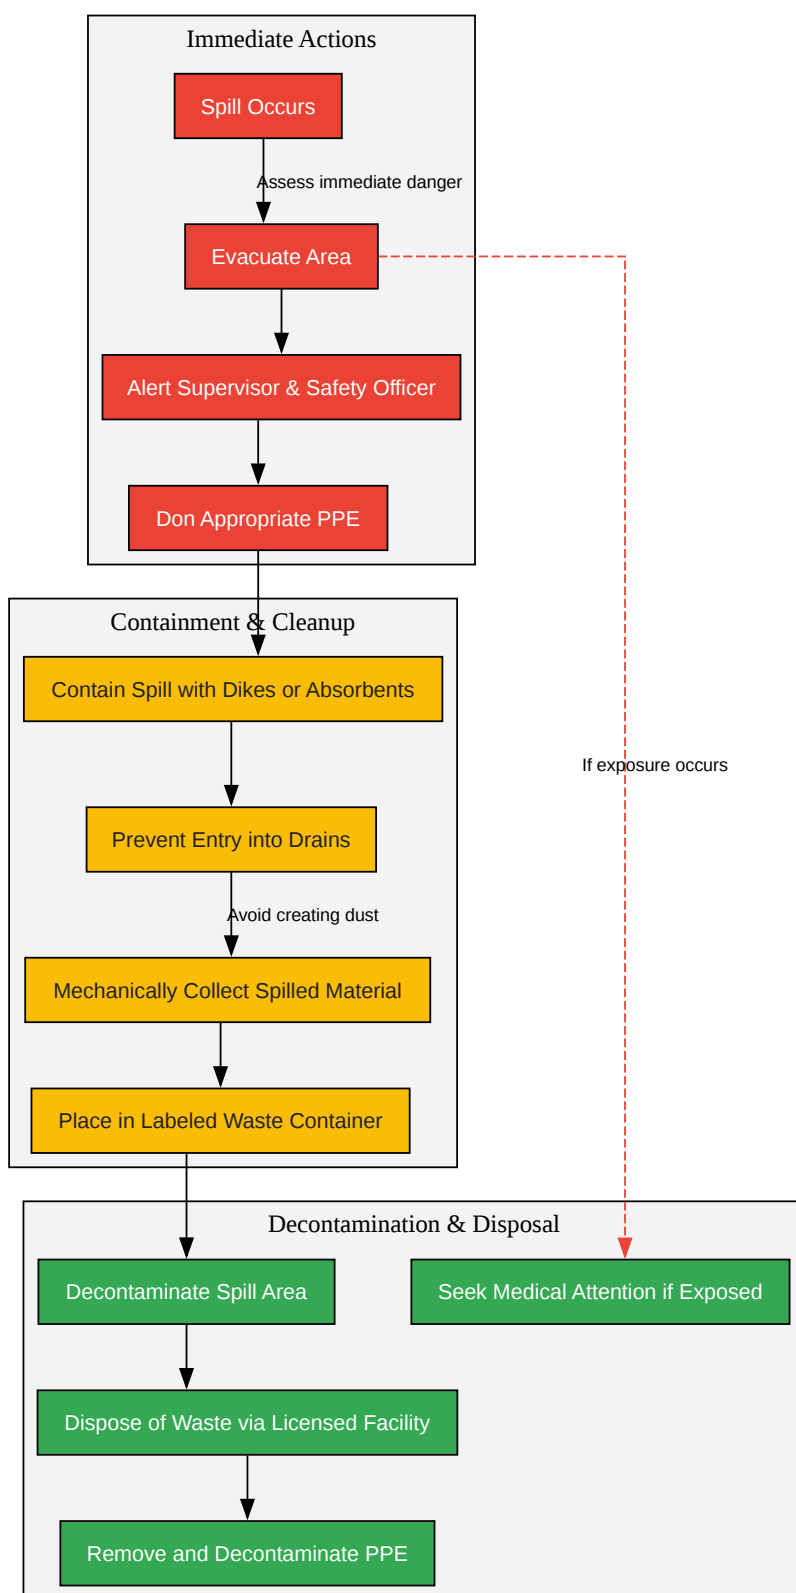 Immediate Actions
Spill Occurs
Assess immediate danger
Evacuate Area
Alert Supervisor & Safety Officer
Don Appropriate PPE
Containment & Cleanup
Contain Spill with Dikes or Absorbents
If exposure occurs
Prevent Entry into Drains
Avoid creating dust
Mechanically Collect Spilled Material
Place in Labeled Waste Container
Decontamination & Disposal
Decontaminate Spill Area
Seek Medical Attention if Exposed
Dispose of Waste via Licensed Facility
Remove and Decontaminate PPE